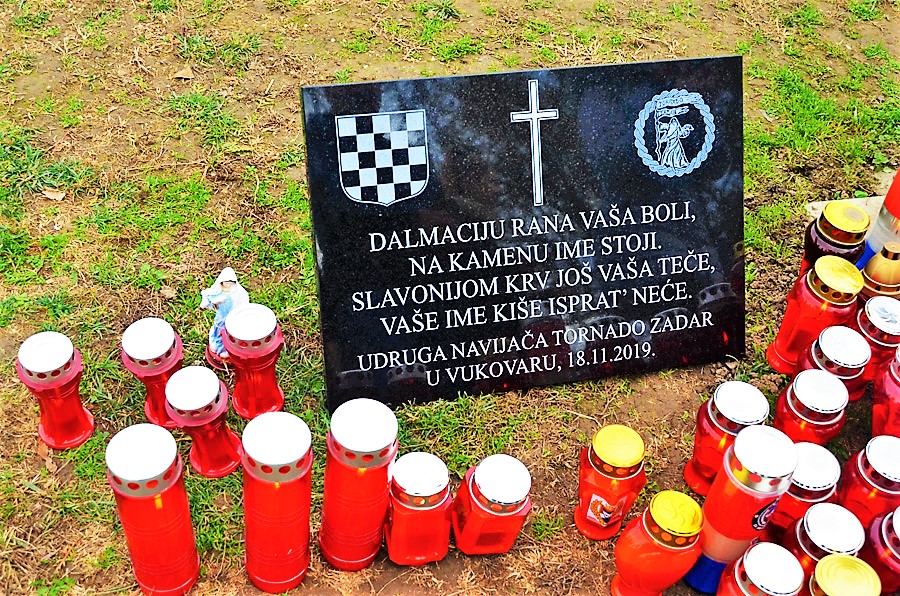 DALMACIJU RANA VAŠA BOLI,
NA KAMENU IME STOJI.
SLAVONIJOM KRV JOŠ VAŠA TEČE,
VAŠE IME KIŠE ISPRAT' NEĆE.
UDRUGA NAVIJAČA TORNADO ZADAR
U VUKOVARU, 18.11.2019.